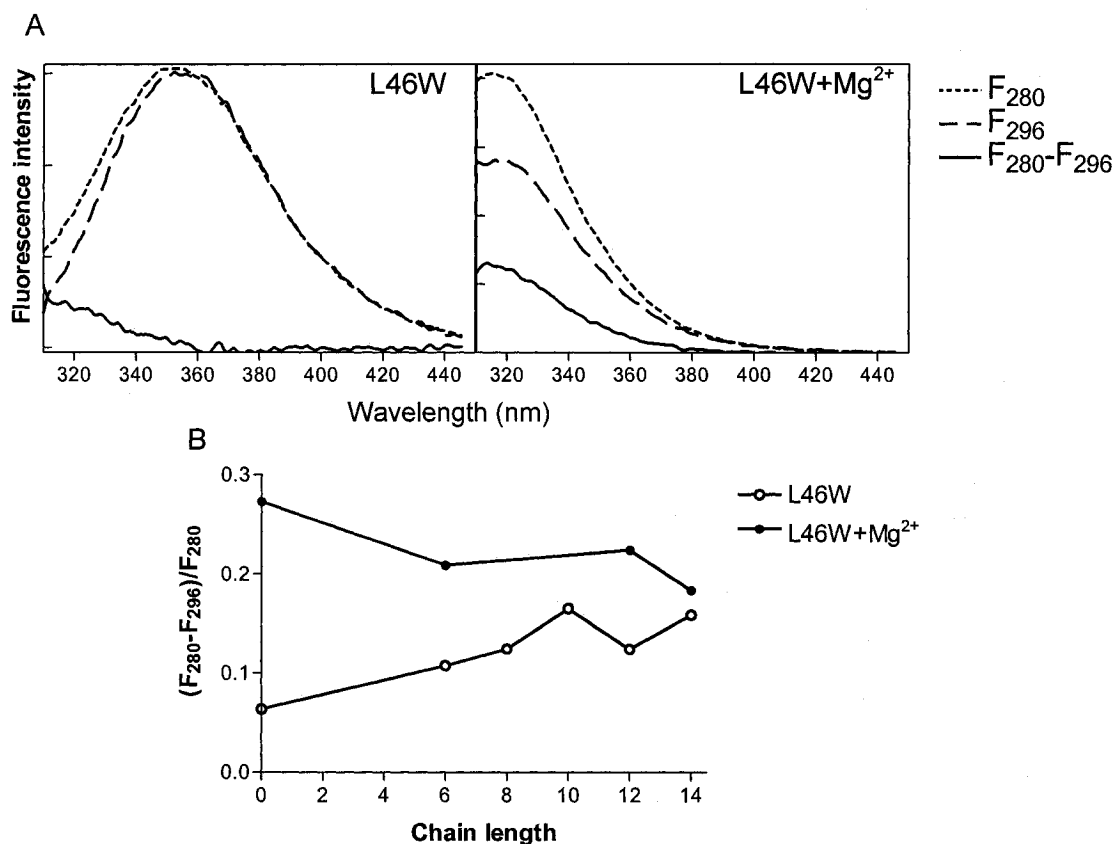 A
Fluorescence intensity
L46W
L46W+Mg²⁺
F₂₈₀
F₂₉₆
F₂₈₀-F₂₉₆
320 340 360 380 400 420 440
320 340 360 380 400 420 440
Wavelength (nm)
B
(F₂₈₀-F₂₉₆)/F₂₈₀
0.3
0.2
0.1
0.0
0 2 4 6 8 10 12 14
Chain length
L46W
L46W+Mg²⁺